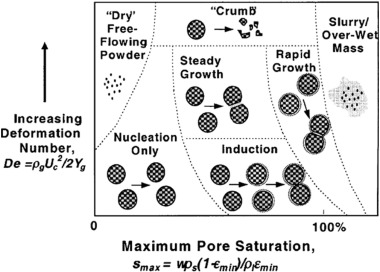 "Dry"
Free-
Flowing
Powder
"Crumb"
Slurry/
Over-Wet
Mass
Steady
Growth
Rapid
Growth
Increasing
Deformation
Number,
De =ρgUc²/2Yg
Nucleation
Only
Induction
0
100%
Maximum Pore Saturation,
smax = wρs(1-εmin)/ρlεmin